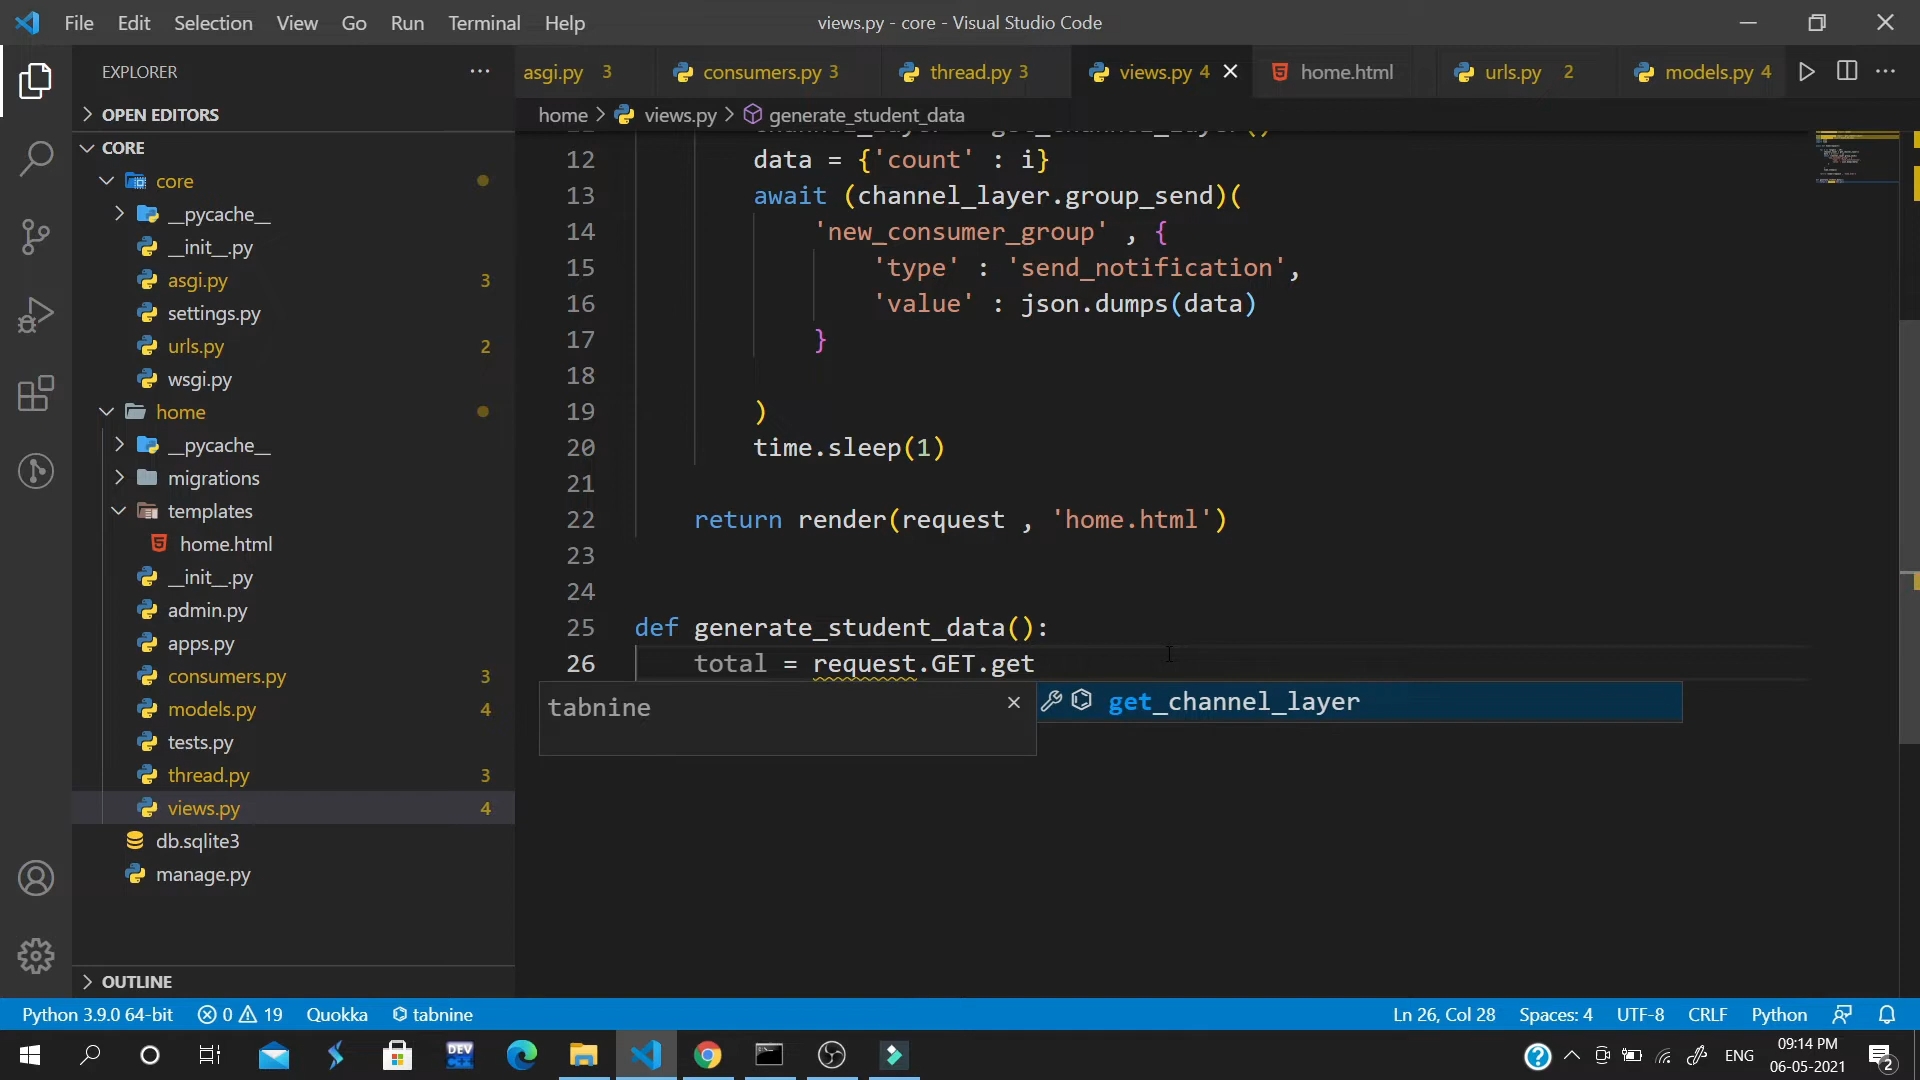 File Edit Selection View Go Run Terminal Help
views.py - core - Visual Studio Code
EXPLORER
asgi.py 3
consumers.py 3
thread.py 3
views.py 4
home.html
urls.py 2
models.py 4
OPEN EDITORS
home > views.py > generate_student_data
CORE
core
__pycache__
__init__.py
asgi.py 3
settings.py
urls.py 2
wsgi.py
home
__pycache__
migrations
templates
home.html
__init__.py
admin.py
apps.py
consumers.py 3
models.py 4
tests.py
thread.py 3
views.py 4
db.sqlite3
manage.py
OUTLINE
12 data = {'count' : i}
13 await (channel_layer.group_send)(
14 'new_consumer_group' , {
15 'type' : 'send_notification',
16 'value' : json.dumps(data)
17 }
18
19 )
20 time.sleep(1)
21
22 return render(request , 'home.html')
23
24
25 def generate_student_data():
26 total = request.GET.get
tabnine
get_channel_layer
Python 3.9.0 64-bit 0 19 Quokka tabnine
Ln 26, Col 28 Spaces: 4 UTF-8 CRLF Python
DEV C++
ENG
09:14 PM
06-05-2021
2